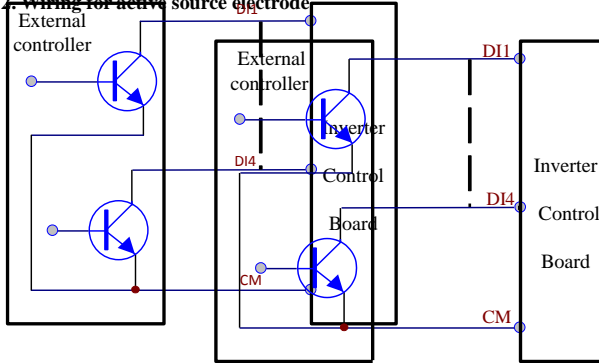 2. Wiring for active source electrode
DI1
External
controller
DI4
CM
Inverter
Control
Board
External
controller
DI1
DI4
CM
Inverter
Control
Board